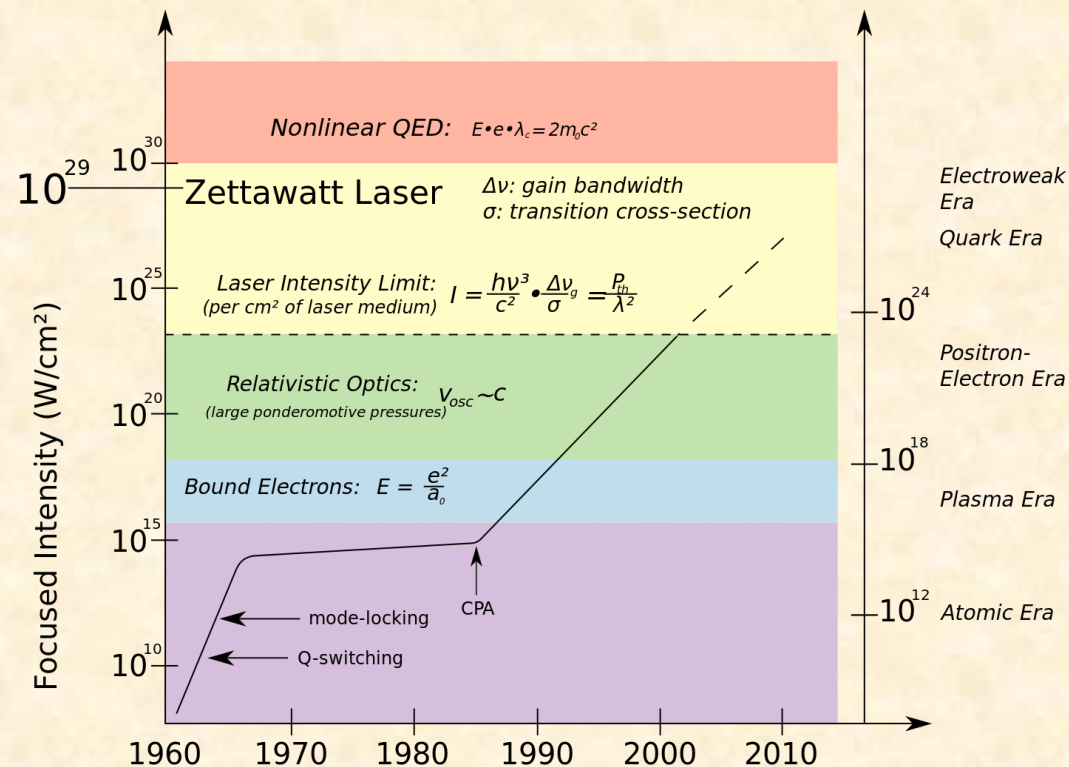 Nonlinear QED: E•e•λc = 2m₀c²
10³⁰
10²⁹
Zettawatt Laser
Δν: gain bandwidth
σ: transition cross-section
Electroweak
Era
Quark Era
10²⁵
Laser Intensity Limit:
(per cm² of laser medium)
I = hν³/c² • Δνg/σ = Pth/λ²
10²⁴
Positron-
Electron Era
Relativistic Optics:
(large ponderomotive pressures)
vosc~c
10²⁰
10¹⁸
Bound Electrons: E = e²/a₀
Plasma Era
10¹⁵
CPA
mode-locking
Q-switching
10¹²
Atomic Era
10¹⁰
Focused Intensity (W/cm²)
1960 1970 1980 1990 2000 2010